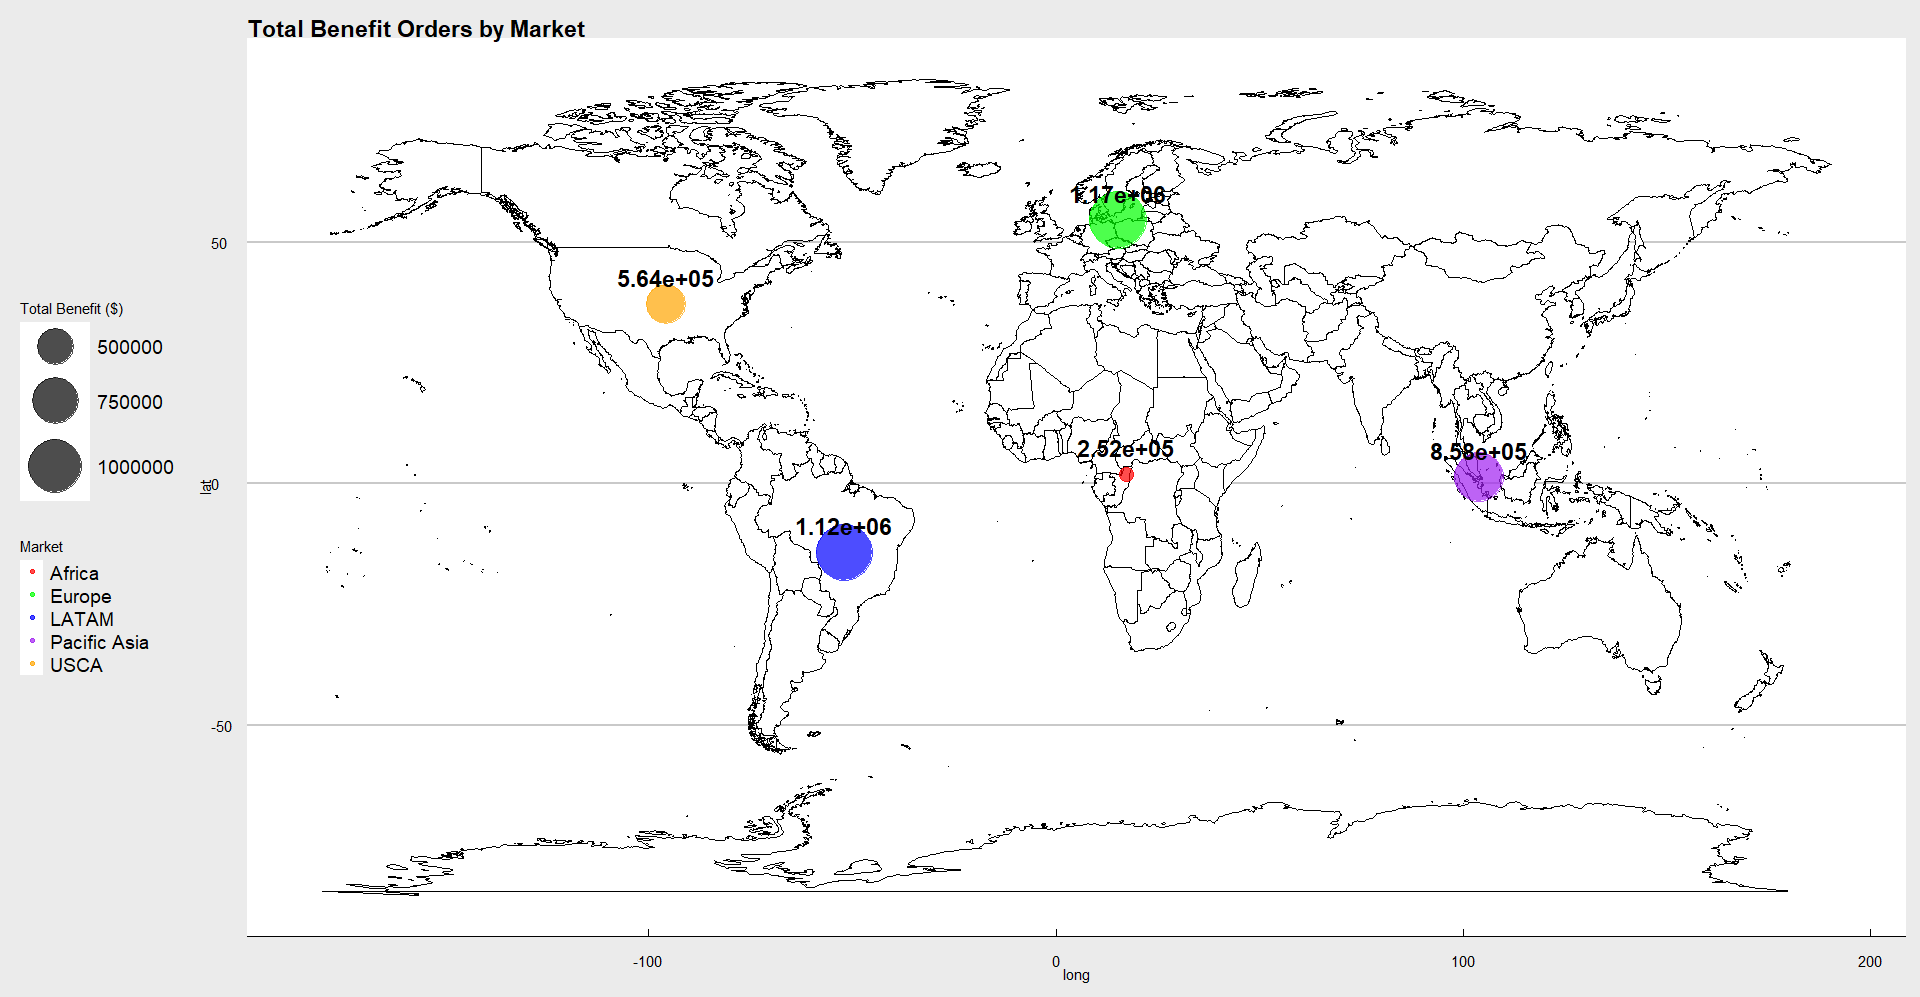 Total Benefit Orders by Market
Total Benefit ($)
500000
750000
1000000
Market
Africa
Europe
LATAM
Pacific Asia
USCA
lat
50
0
-50
1.17e+06
5.64e+05
2.52e+05
8.58e+05
1.12e+06
-100
0
100
200
long